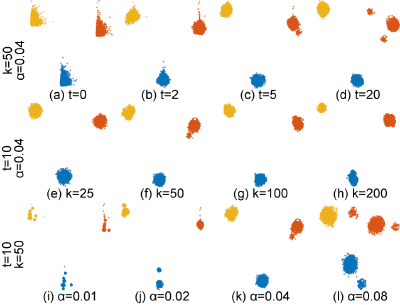 k=50
α=0.04
(a) t=0 (b) t=2 (c) t=5 (d) t=20
t=10
α=0.04
(e) k=25 (f) k=50 (g) k=100 (h) k=200
t=10
k=50
(i) α=0.01 (j) α=0.02 (k) α=0.04 (l) α=0.08